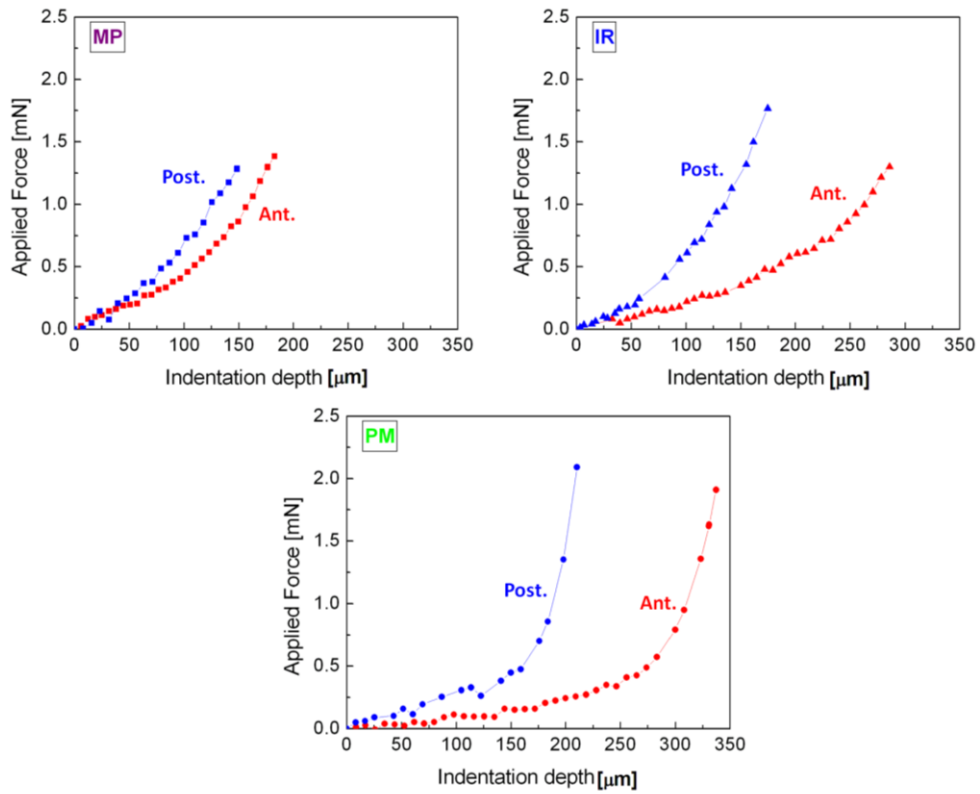 MP
2.5
2.0
1.5
1.0
0.5
0.0
Applied Force [mN]
Post.
Ant.
0 50 100 150 200 250 300 350
Indentation depth [μm]
IR
2.5
2.0
1.5
1.0
0.5
0.0
Applied Force [mN]
Post.
Ant.
0 50 100 150 200 250 300 350
Indentation depth [μm]
PM
2.5
2.0
1.5
1.0
0.5
0.0
Applied Force [mN]
Post.
Ant.
0 50 100 150 200 250 300 350
Indentation depth [μm]